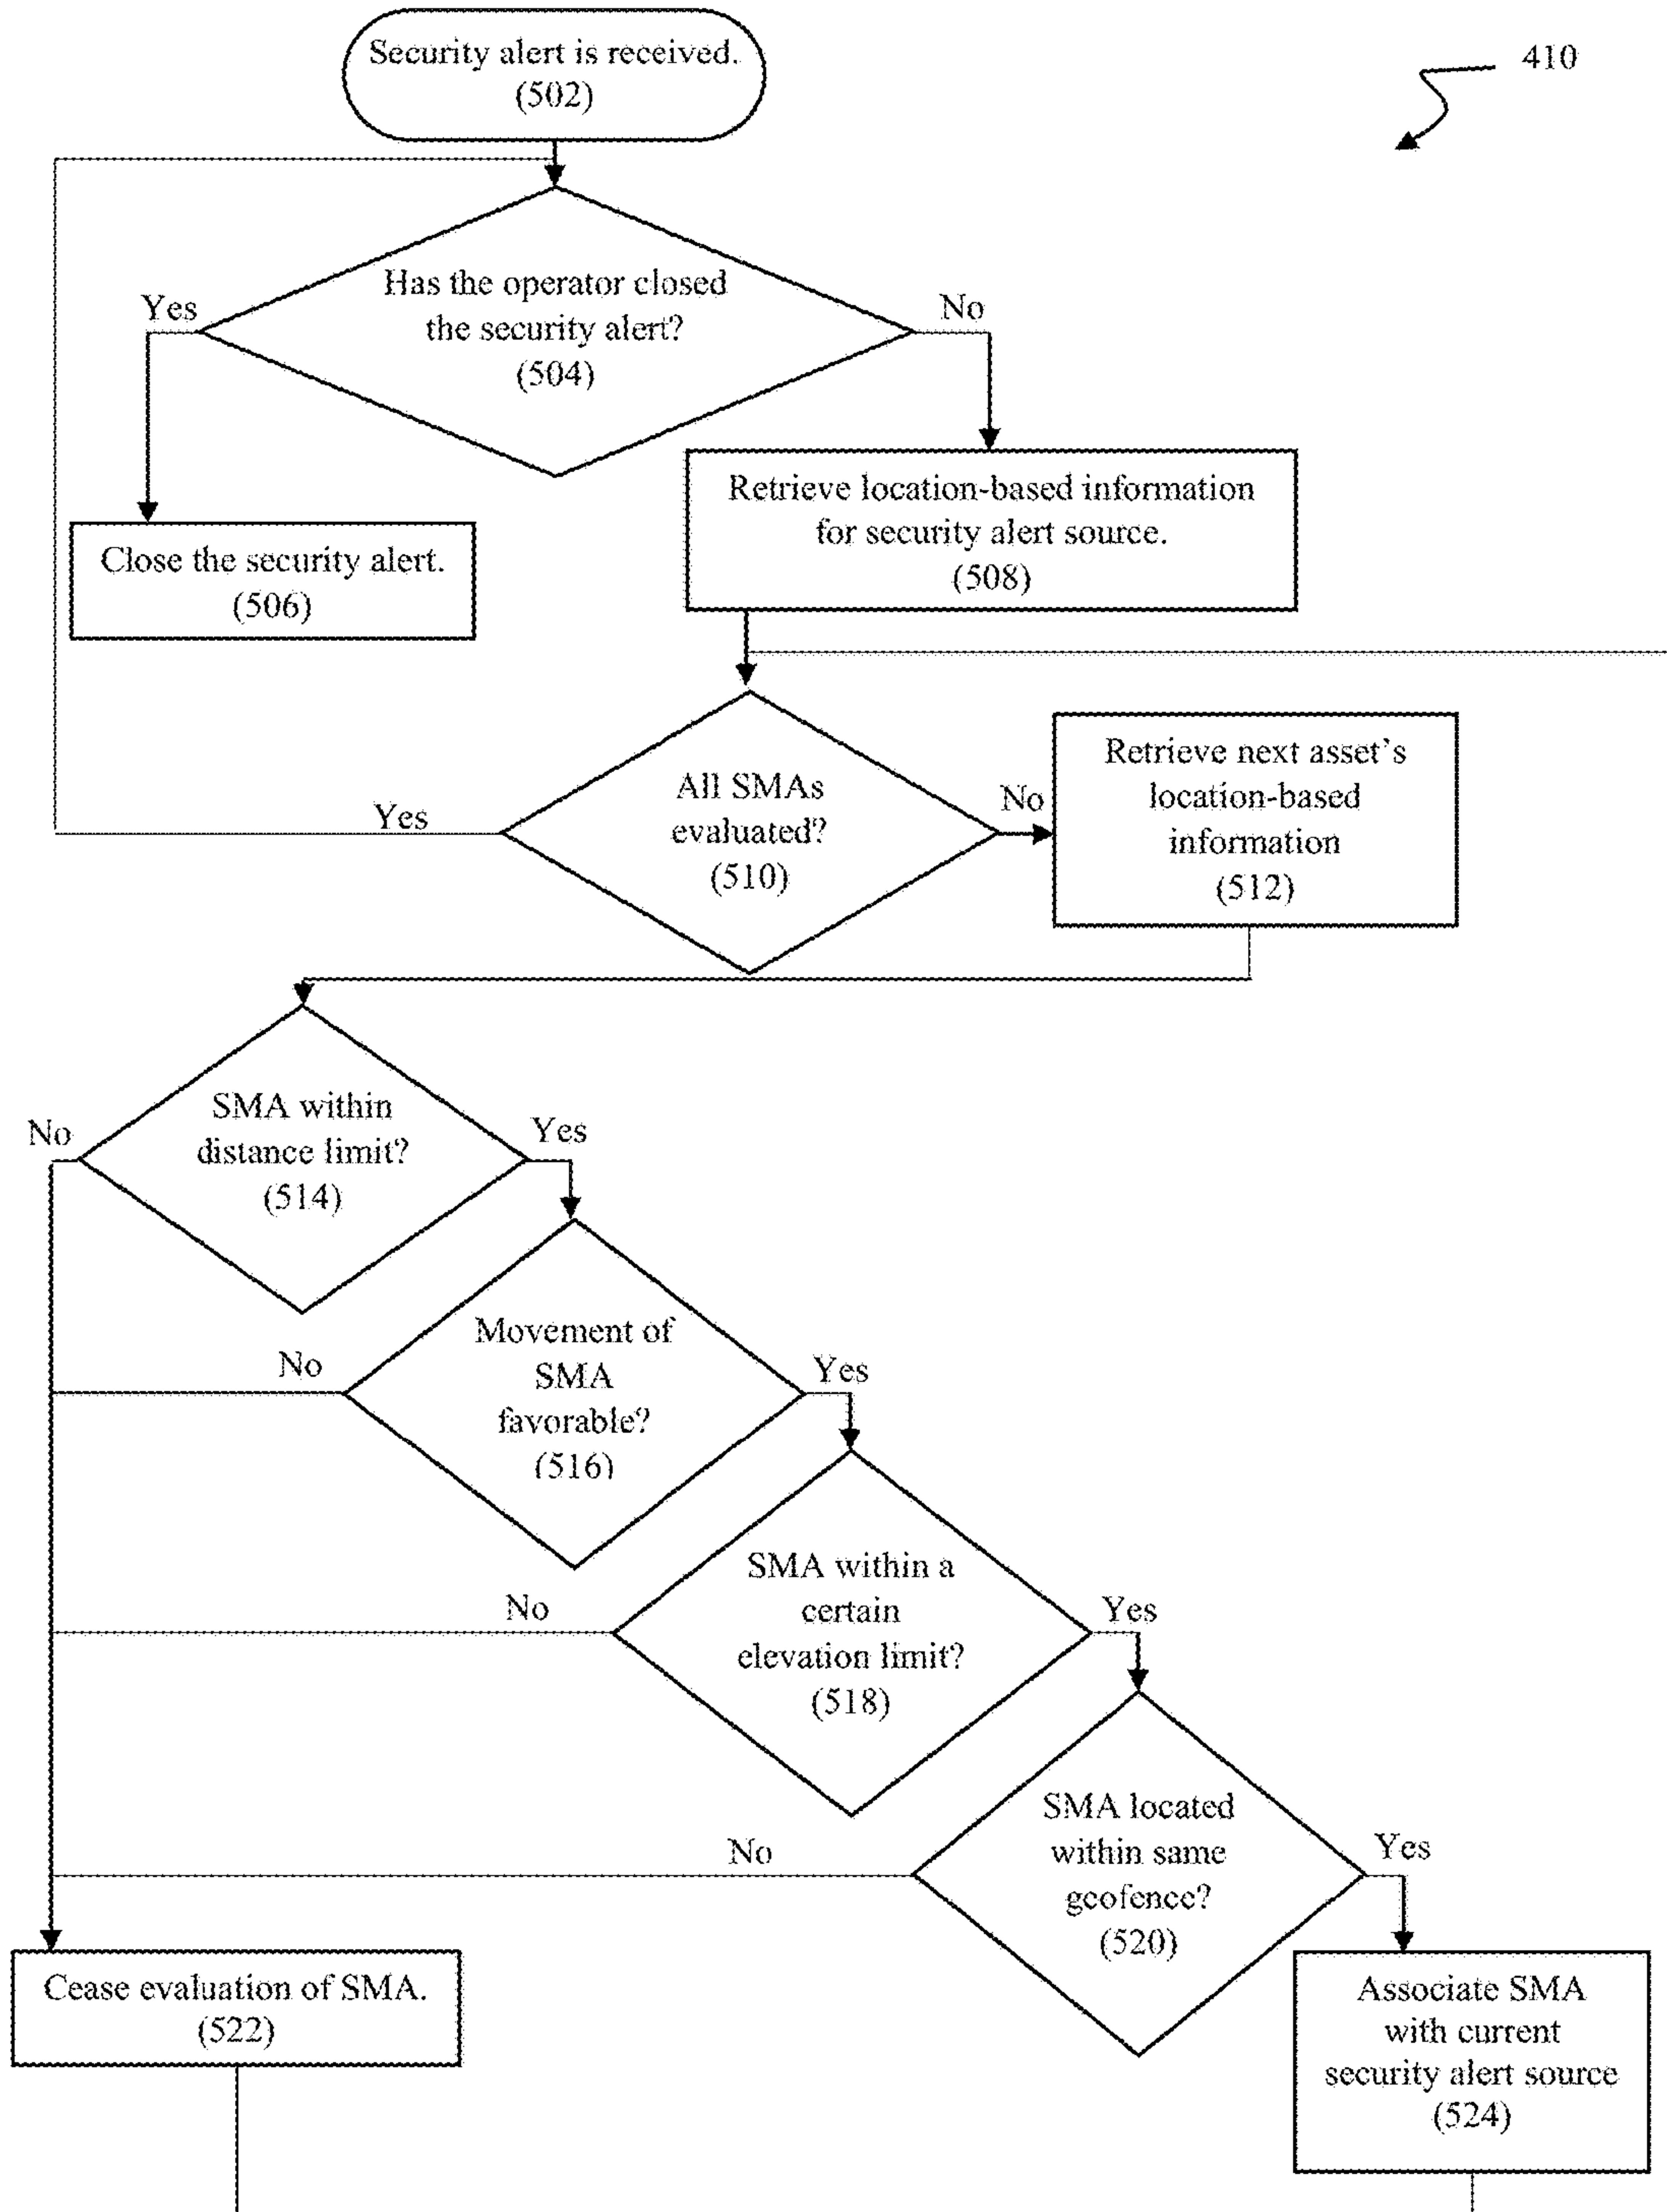 Security alert is received.
(502)
410
Has the operator closed
the security alert?
(504)
Yes
No
Retrieve location-based information
for security alert source.
(508)
Close the security alert.
(506)
All SMAs
evaluated?
(510)
Yes
No
Retrieve next asset's
location-based
information
(512)
SMA within
distance limit?
(514)
No
Yes
Movement of
SMA
favorable?
(516)
No
Yes
SMA within a
certain
elevation limit?
(518)
No
Yes
SMA located
within same
geofence?
(520)
No
Yes
Cease evaluation of SMA.
(522)
Associate SMA
with current
security alert source
(524)